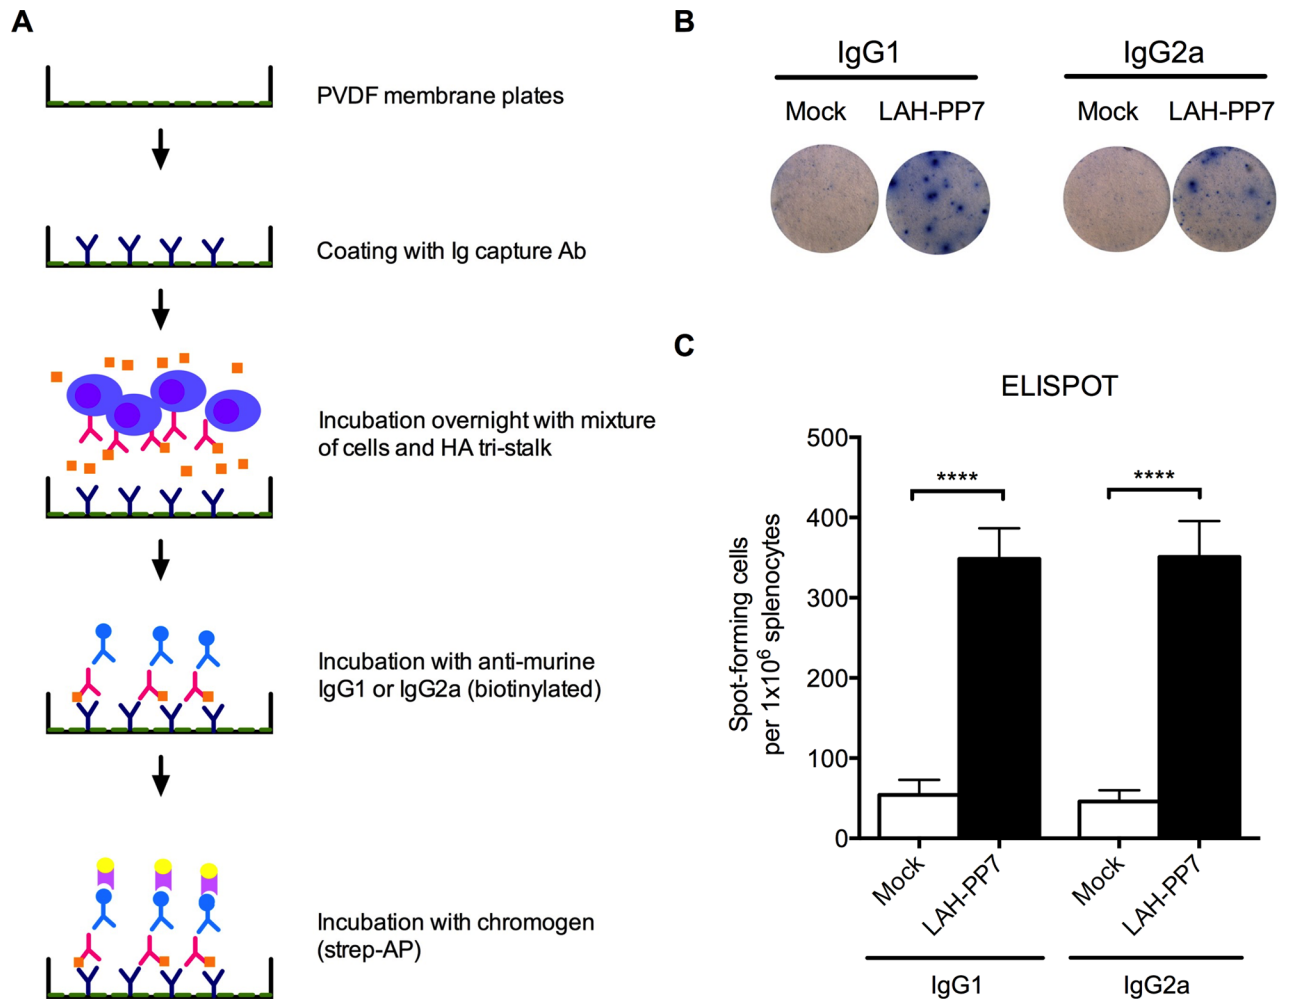 A
PVDF membrane plates
Coating with Ig capture Ab
Incubation overnight with mixture
of cells and HA tri-stalk
Incubation with anti-murine
IgG1 or IgG2a (biotinylated)
Incubation with chromogen
(strep-AP)
B
IgG1 IgG2a
Mock LAH-PP7 Mock LAH-PP7
C
ELISPOT
Spot-forming cells
per 1x10⁶ splenocytes
500
400
300
200
100
0
**** ****
Mock LAH-PP7 Mock LAH-PP7
IgG1 IgG2a